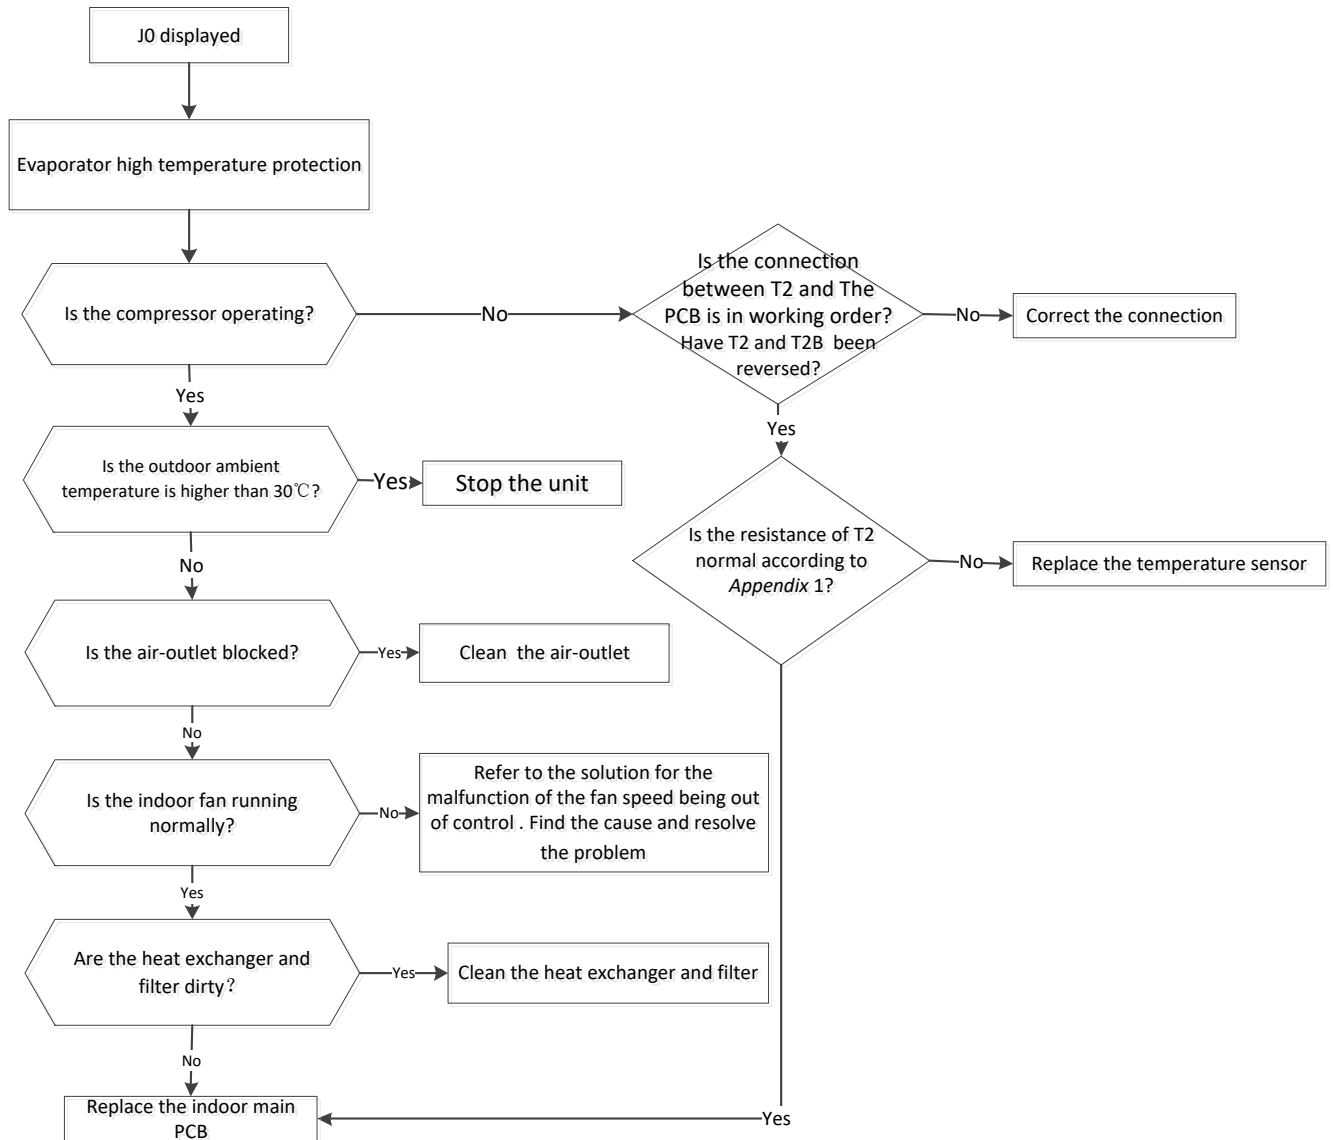 J0 displayed
Evaporator high temperature protection
Is the compressor operating?
No
Is the connection
between T2 and The
PCB is in working order?
Have T2 and T2B been
reversed?
No
Correct the connection
Yes
Yes
Is the outdoor ambient
temperature is higher than 30℃?
Yes
Stop the unit
Is the resistance of T2
normal according to
Appendix 1?
No
Replace the temperature sensor
No
Is the air-outlet blocked?
Yes
Clean the air-outlet
No
Is the indoor fan running
normally?
No
Refer to the solution for the
malfunction of the fan speed being out
of control . Find the cause and resolve
the problem
Yes
Are the heat exchanger and
filter dirty？
Yes
Clean the heat exchanger and filter
No
Replace the indoor main
PCB
Yes